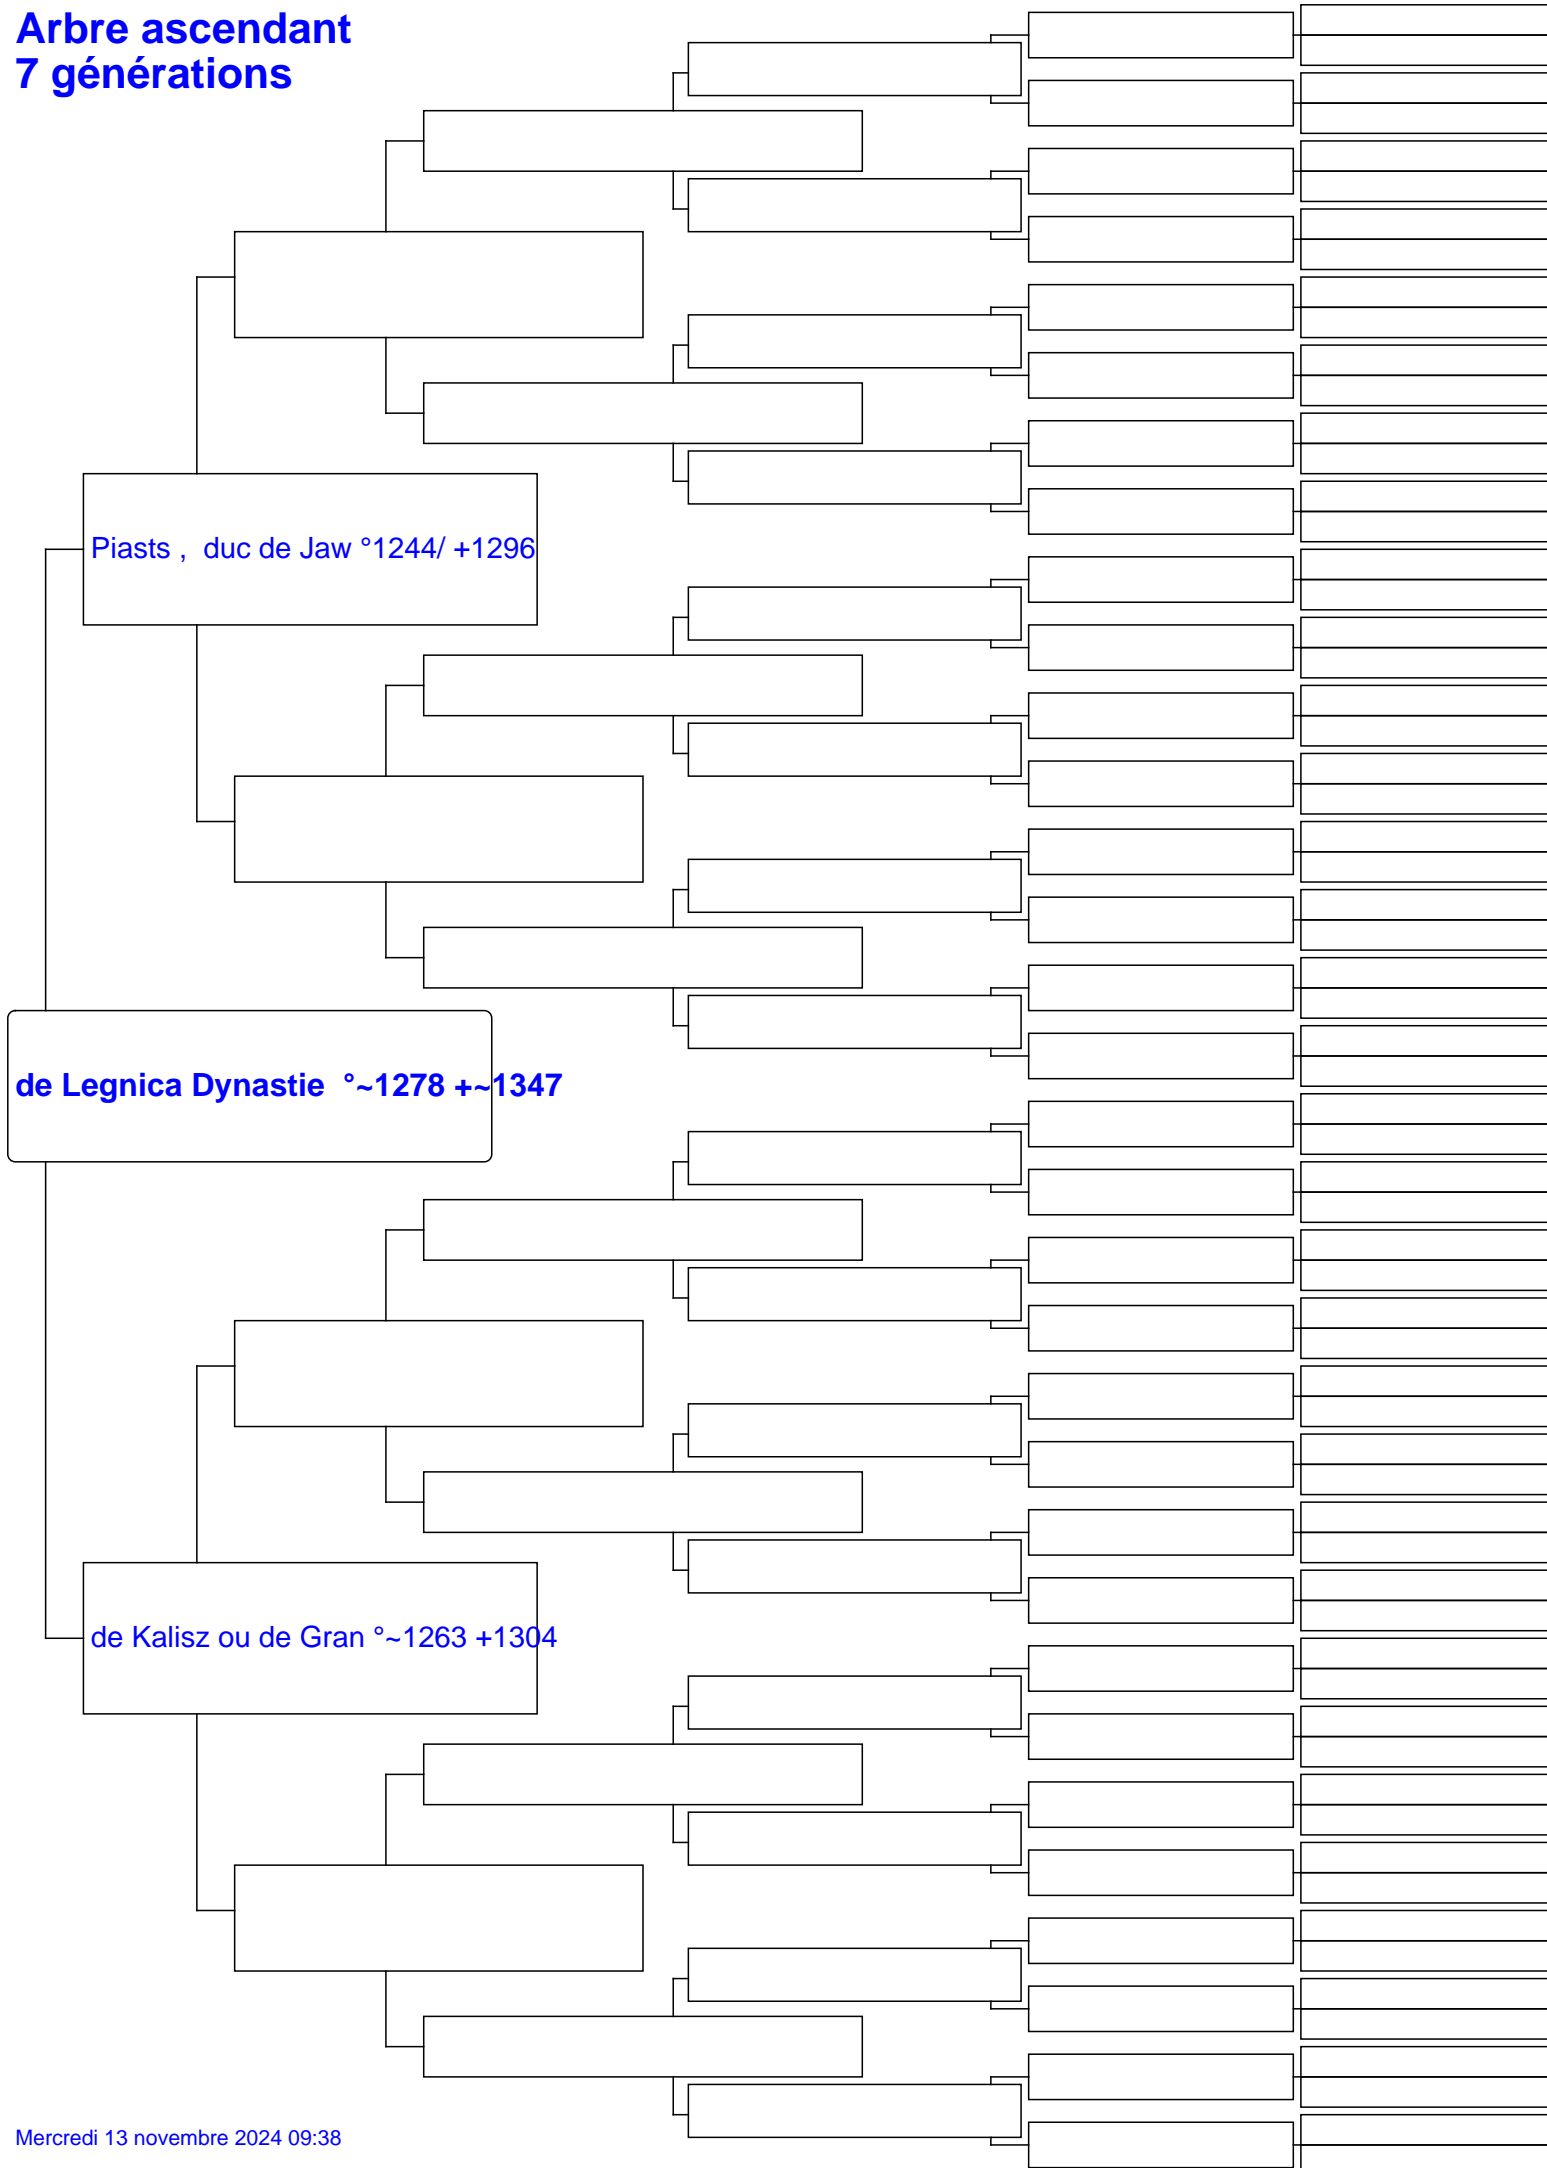 Arbre ascendant
7 générations
Piasts ,  duc de Jaw °1244/ +1296
de Legnica Dynastie  °~1278 +~1347
de Kalisz ou de Gran °~1263 +1304
Mercredi 13 novembre 2024 09:38